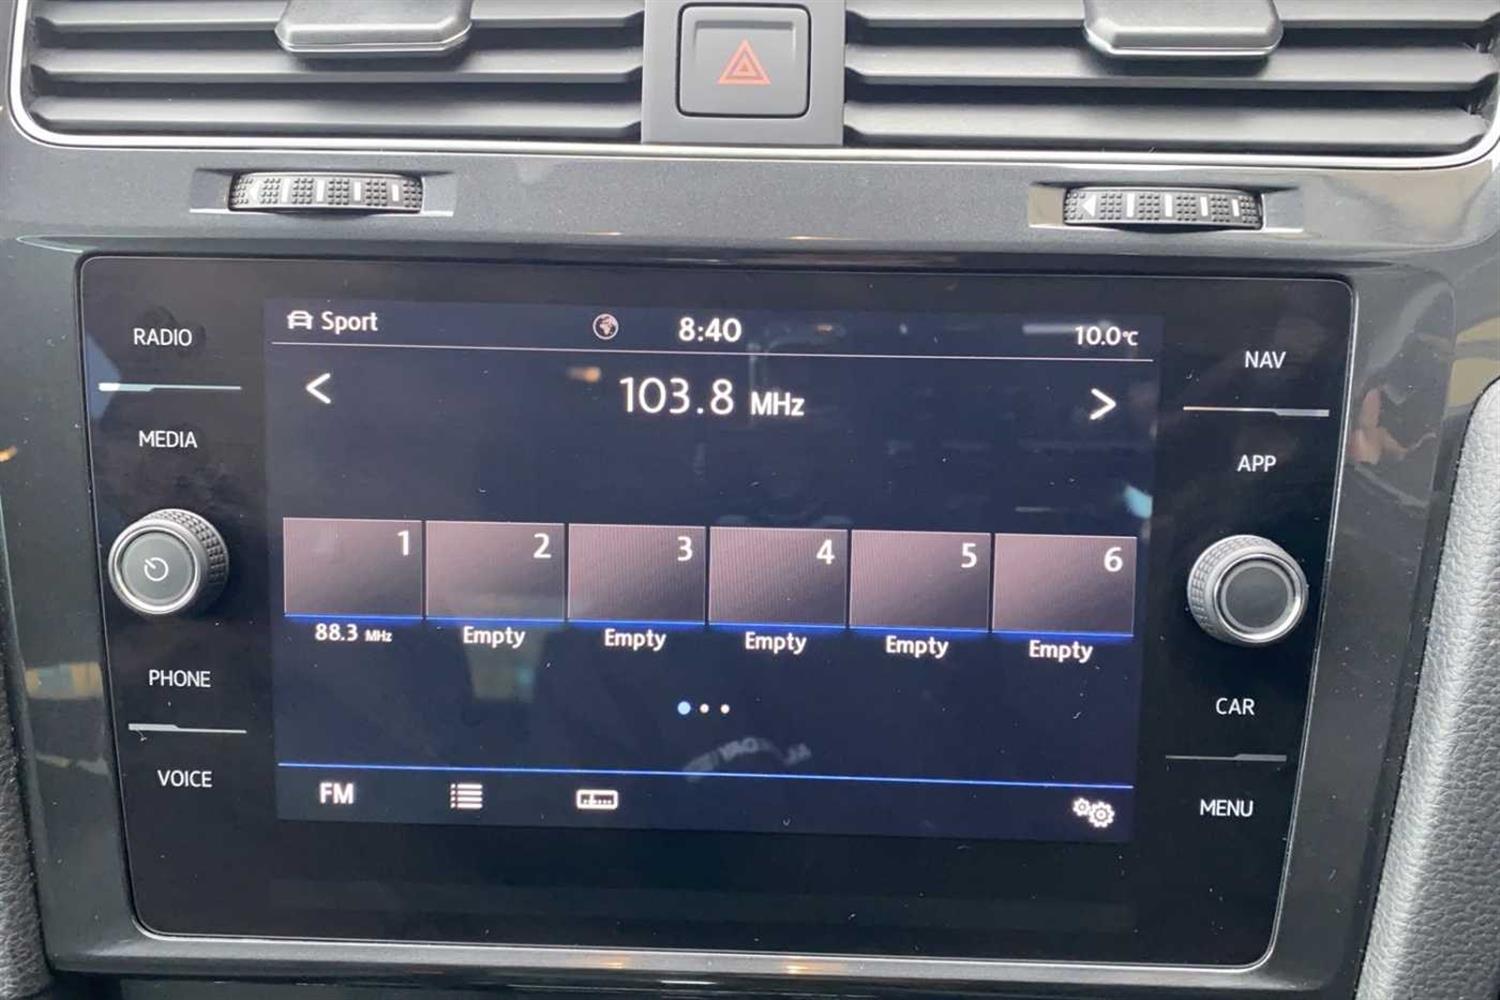 RADIO
MEDIA
PHONE
VOICE
Sport 8:40 10.0°C
< 103.8 MHz >
1 2 3 4 5 6
88.3 MHz Empty Empty Empty Empty Empty
FM
NAV
APP
CAR
MENU